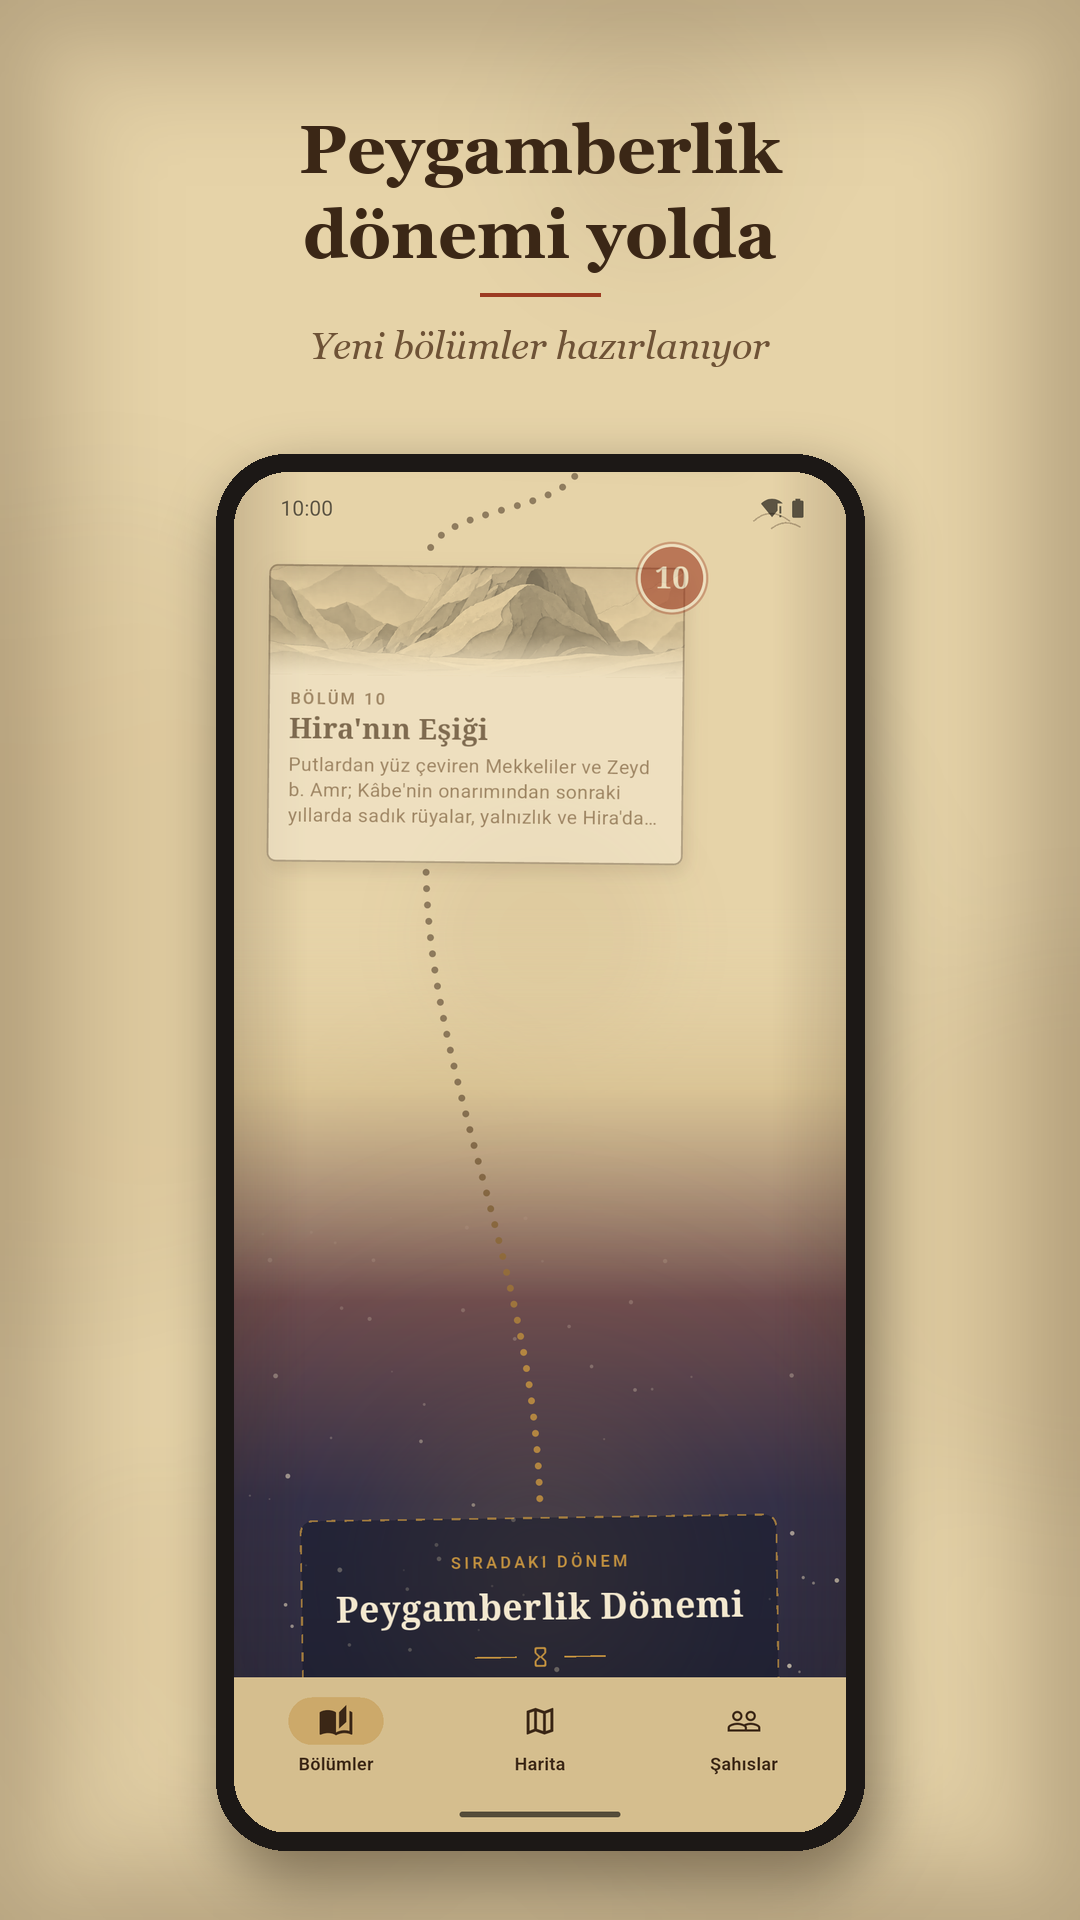 Peygamberlik
dönemi yolda
Yeni bölümler hazırlanıyor
10:00
10
BÖLÜM 10
Hira'nın Eşiği
Putlardan yüz çeviren Mekkeliler ve Zeyd
b. Amr; Kâbe'nin onarımından sonraki
yıllarda sadık rüyalar, yalnızlık ve Hira'da…
SIRADAKI DÖNEM
Peygamberlik Dönemi
Bölümler
Harita
Şahıslar